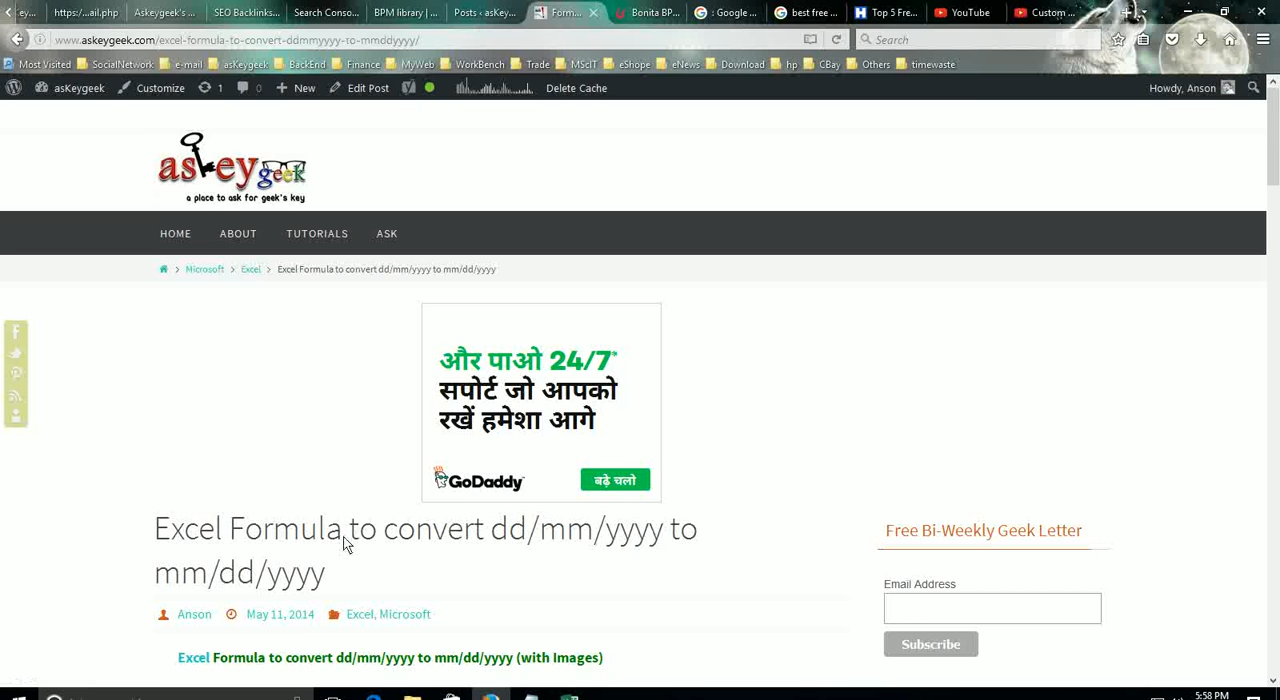 https:/...ail.php
Askeygeek's ...
SEO Backlinks...
Search Conso...
BPM library | ...
Posts ‹ asKey...
Form...
Bonita BP...
: Google ...
best free ...
Top 5 Fre...
YouTube
Custom ...
www.askeygeek.com/excel-formula-to-convert-ddmmyyyy-to-mmddyyyy/
Search
Most Visited
SocialNetwork
e-mail
asKeygeek
BackEnd
Finance
MyWeb
WorkBench
Trade
MScIT
eShope
eNews
Download
hp
CBay
Others
timewaste
asKeygeek
Customize
1
0
New
Edit Post
Delete Cache
Howdy, Anson
askey geek
a place to ask for geek's key
HOME
ABOUT
TUTORIALS
ASK
Microsoft > Excel > Excel Formula to convert dd/mm/yyyy to mm/dd/yyyy
और पाओ 24/7*
सपोर्ट जो आपको
रखें हमेशा आगे
GoDaddy
बढ़े चलो
Excel Formula to convert dd/mm/yyyy to
mm/dd/yyyy
Anson
May 11, 2014
Excel, Microsoft
Excel Formula to convert dd/mm/yyyy to mm/dd/yyyy (with Images)
Free Bi-Weekly Geek Letter
Email Address
Subscribe
5:58 PM